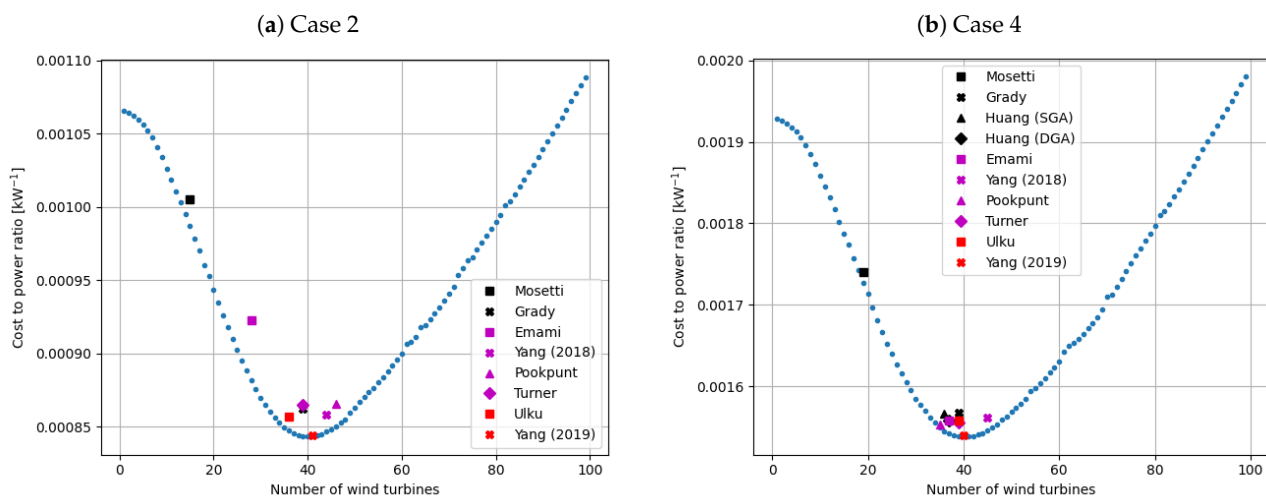 (a) Case 2
0.00110
0.00105
0.00100
0.00095
0.00090
0.00085
Cost to power ratio [kW⁻¹]
0 20 40 60 80 100
Number of wind turbines
Mosetti
Grady
Emami
Yang (2018)
Pookpunt
Turner
Ulku
Yang (2019)
(b) Case 4
0.0020
0.0019
0.0018
0.0017
0.0016
Cost to power ratio [kW⁻¹]
0 20 40 60 80 100
Number of wind turbines
Mosetti
Grady
Huang (SGA)
Huang (DGA)
Emami
Yang (2018)
Pookpunt
Turner
Ulku
Yang (2019)